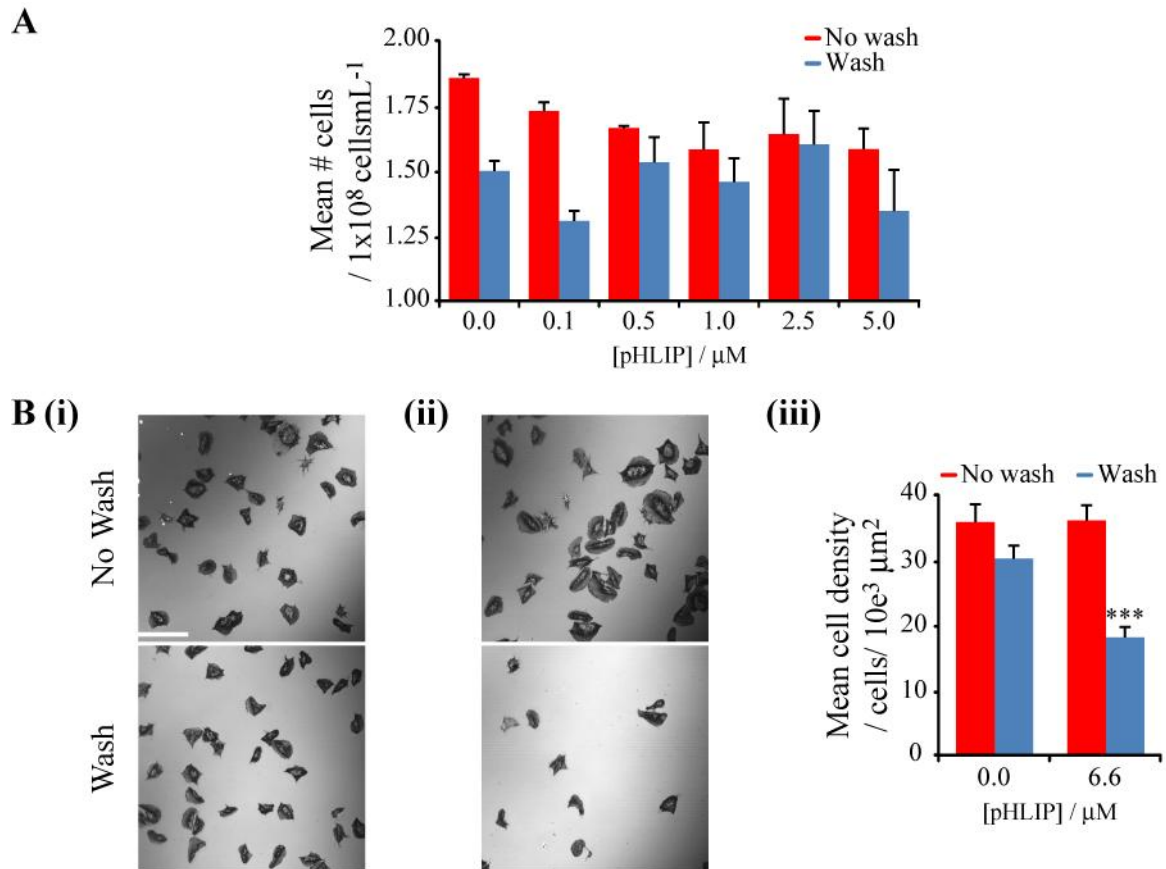 A
No wash
Wash
Mean # cells
/ 1x10⁸ cellsmL⁻¹
2.00
1.75
1.50
1.25
1.00
0.0 0.1 0.5 1.0 2.5 5.0
[pHLIP] / μM
B (i) (ii) (iii)
No Wash
Wash
No wash Wash
Mean cell density
/ cells/ 10e³ μm²
40
30
20
10
0
***
0.0 6.6
[pHLIP] / μM